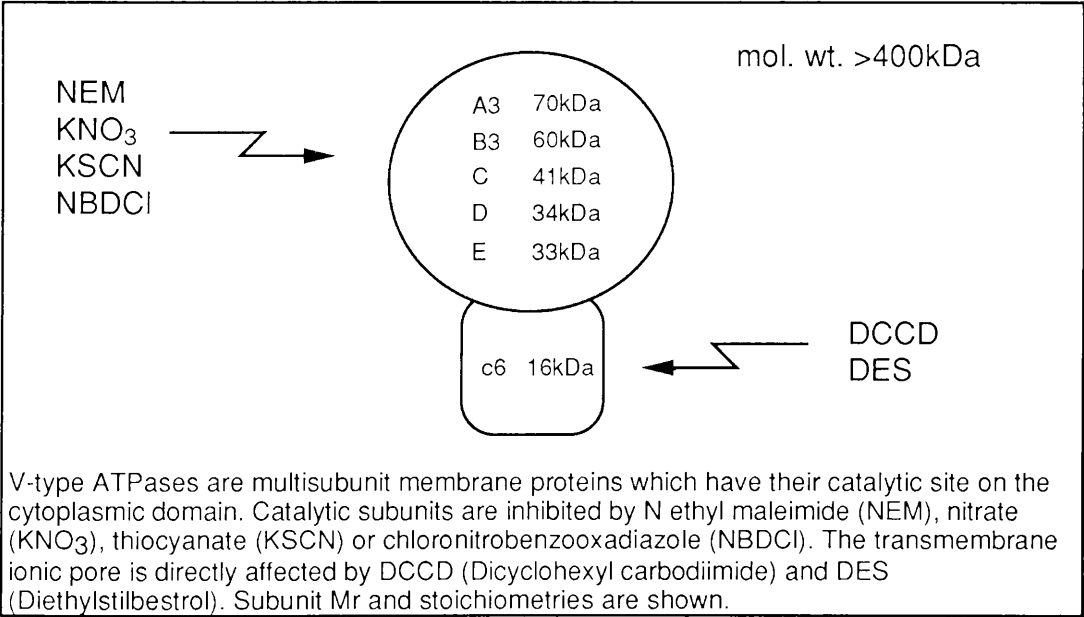 mol. wt. >400kDa
NEM
KNO3
KSCN
NBDCl
A3 70kDa
B3 60kDa
C 41kDa
D 34kDa
E 33kDa
c6 16kDa
DCCD
DES
V-type ATPases are multisubunit membrane proteins which have their catalytic site on the
cytoplasmic domain. Catalytic subunits are inhibited by N ethyl maleimide (NEM), nitrate
(KNO3), thiocyanate (KSCN) or chloronitrobenzooxadiazole (NBDCl). The transmembrane
ionic pore is directly affected by DCCD (Dicyclohexyl carbodiimide) and DES
(Diethylstilbestrol). Subunit Mr and stoichiometries are shown.